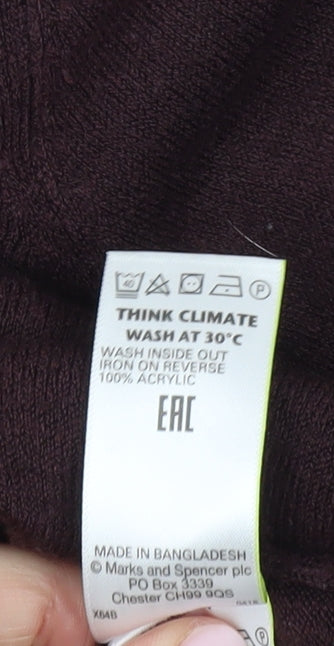 40 P
THINK CLIMATE
WASH AT 30°C
WASH INSIDE OUT
IRON ON REVERSE
100% ACRYLIC
EAC
MADE IN BANGLADESH
© Marks and Spencer plc
PO Box 3339
Chester CH99 9QS
X64B